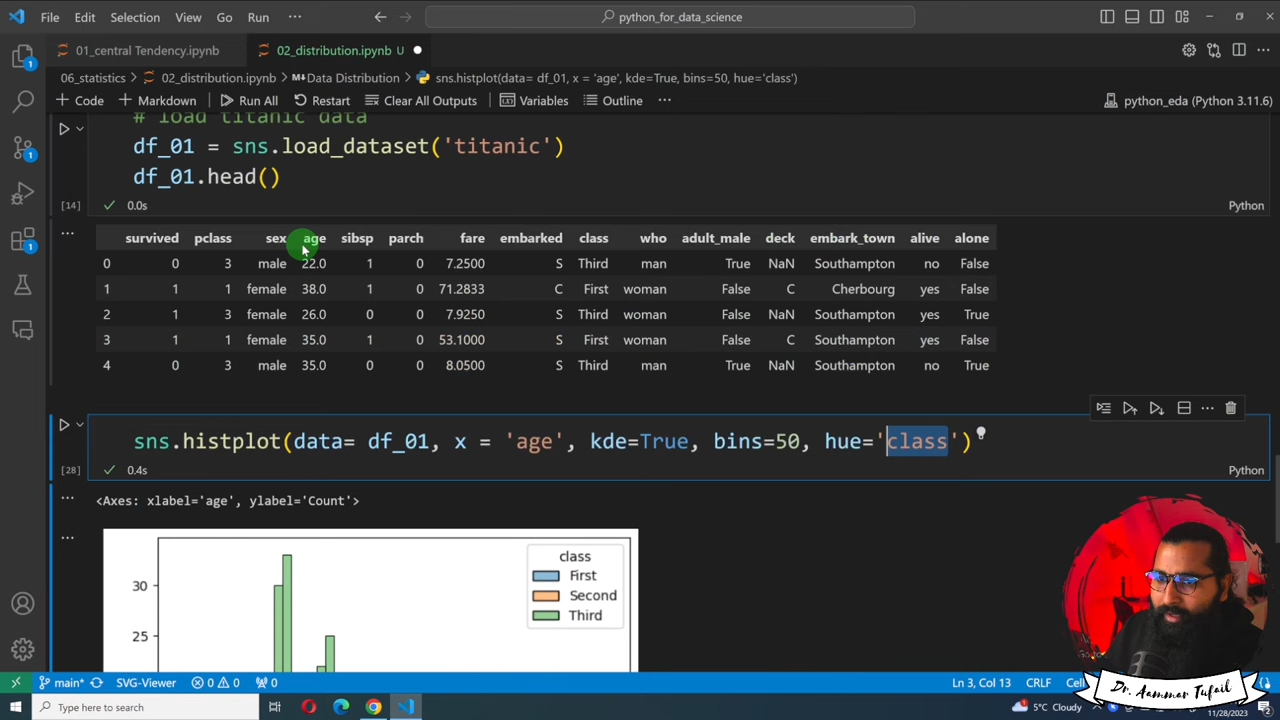 File Edit Selection View Go Run ··· python_for_data_science
01_central Tendency.ipynb 02_distribution.ipynb U
06_statistics > 02_distribution.ipynb > M↓Data Distribution > sns.histplot(data= df_01, x = 'age', kde=True, bins=50, hue='class')
+ Code + Markdown Run All Restart Clear All Outputs Variables Outline ··· python_eda (Python 3.11.6)
# load titanic data
df_01 = sns.load_dataset('titanic')
df_01.head()
[14] 0.0s Python
survived pclass sex age sibsp parch fare embarked class who adult_male deck embark_town alive alone
0 0 3 male 22.0 1 0 7.2500 S Third man True NaN Southampton no False
1 1 1 female 38.0 1 0 71.2833 C First woman False C Cherbourg yes False
2 1 3 female 26.0 0 0 7.9250 S Third woman False NaN Southampton yes True
3 1 1 female 35.0 1 0 53.1000 S First woman False C Southampton yes False
4 0 3 male 35.0 0 0 8.0500 S Third man True NaN Southampton no True
sns.histplot(data= df_01, x = 'age', kde=True, bins=50, hue='class')
[28] 0.4s Python
<Axes: xlabel='age', ylabel='Count'>
class
First
Second
Third
30
25
main* 0 0 0 SVG-Viewer Ln 3, Col 13 CRLF
Dr. Aammar Tufail
Type here to search 5°C Cloudy 11/28/2023